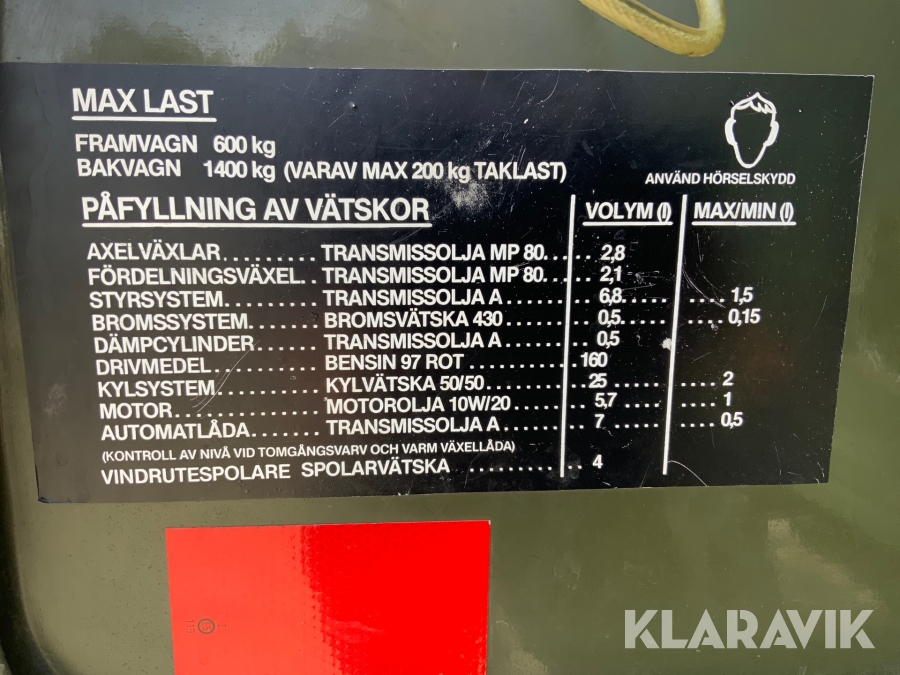 MAX LAST
FRAMVAGN 600 kg
BAKVAGN 1400 kg (VARAV MAX 200 kg TAKLAST)
ANVÄND HÖRSELSKYDD
PÅFYLLNING AV VÄTSKOR VOLYM (l) MAX/MIN (l)
AXELVÄXLAR......... TRANSMISSOLJA MP 80..... 2,8
FÖRDELNINGSVÄXEL.. TRANSMISSOLJA MP 80..... 2,1
STYRSYSTEM......... TRANSMISSOLJA A......... 6,8..... ....1,5
BROMSSYSTEM....... BROMSVÄTSKA 430......... 0,5..... ....0,15
DÄMPCYLINDER...... TRANSMISSOLJA A......... 0,5
DRIVMEDEL.......... BENSIN 97 ROT......... 160
KYLSYSTEM.......... KYLVÄTSKA 50/50......... 25..... ....2
MOTOR.............. MOTOROLJA 10W/20....... 5,7..... ....1
AUTOMATLÅDA....... TRANSMISSOLJA A......... 7..... ....0,5
(KONTROLL AV NIVÅ VID TOMGÅNGSVARV OCH VARM VÄXELLÅDA)
VINDRUTESPOLARE SPOLARVÄTSKA ......... 4
KLARAVIK